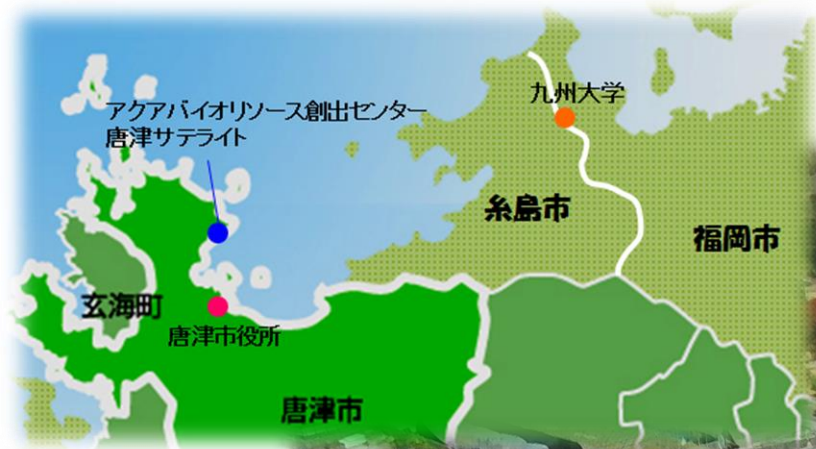 九州大学
アクアバイオリソース創出センター
唐津サテライト
糸島市
福岡市
玄海町
唐津市役所
唐津市